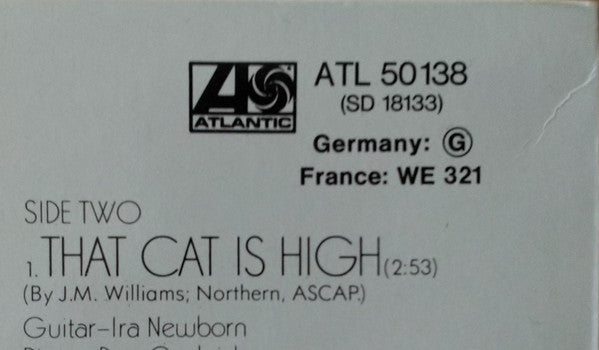 ATLANTIC
ATL 50138
(SD 18133)
Germany: G
France: WE 321
SIDE TWO
1. THAT CAT IS HIGH (2:53)
(By J.M. Williams; Northern, ASCAP.)
Guitar–Ira Newborn